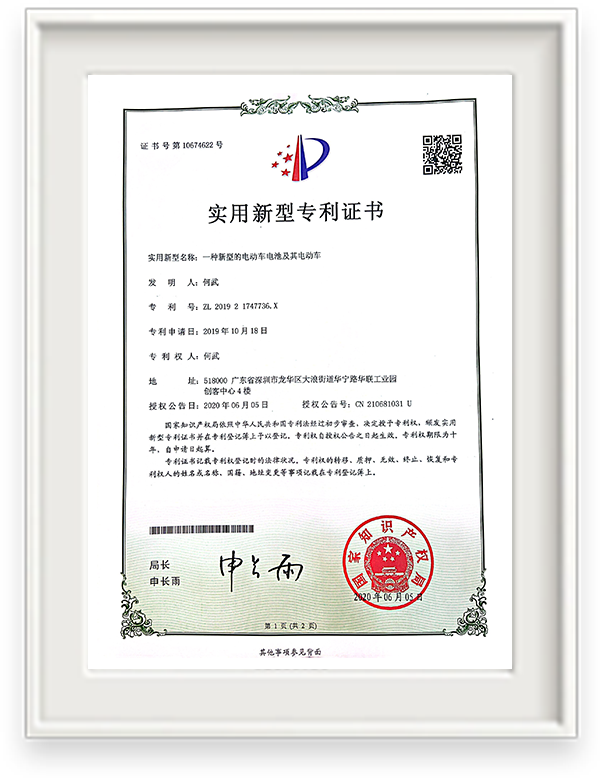 证书号第10674622号
实用新型专利证书
实用新型名称：一种新型的电动车电池及其电动车
发 明 人：何武
专 利 号：ZL 2019 2 1747736.X
专利申请日：2019年10月18日
专 利 权 人：何武
地 址：518000 广东省深圳市龙华区大浪街道华宁路华联工业园
创客中心4楼
授权公告日：2020年06月05日 授权公告号：CN 210681031 U
国家知识产权局依照中华人民共和国专利法经过初步审查，决定授予专利权，颁发实用
新型专利证书并在专利登记簿上予以登记。专利权自授权公告之日起生效。专利权期限为十
年，自申请日起算。
专利证书记载专利权登记时的法律状况。专利权的转移、质押、无效、终止、恢复和专
利权人的姓名或名称、国籍、地址变更等事项记载在专利登记簿上。
局长
申长雨
申长雨
国家知识产权局
2020年06月05日
第1页(共2页)
其他事项参见背面